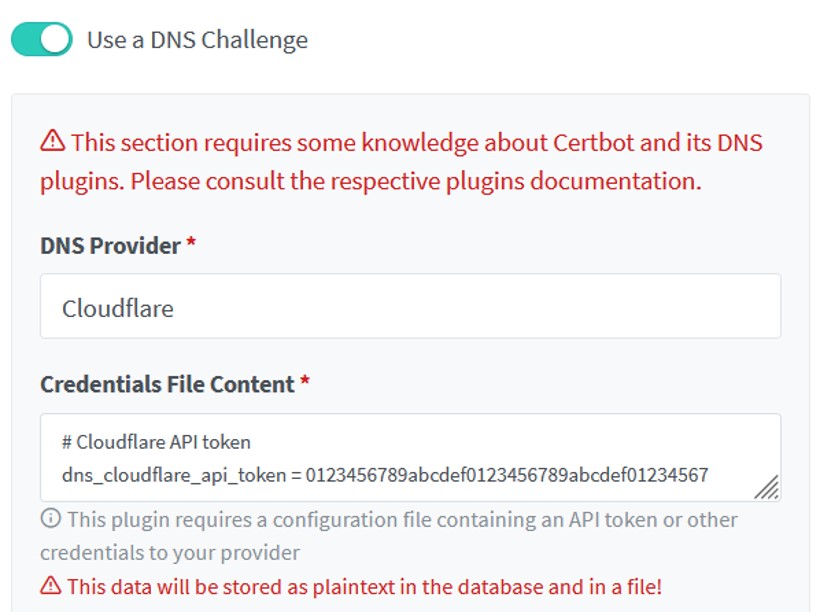 Use a DNS Challenge
This section requires some knowledge about Certbot and its DNS
plugins. Please consult the respective plugins documentation.
DNS Provider *
Cloudflare
Credentials File Content *
# Cloudflare API token
dns_cloudflare_api_token = 0123456789abcdef0123456789abcdef01234567
This plugin requires a configuration file containing an API token or other
credentials to your provider
This data will be stored as plaintext in the database and in a file!